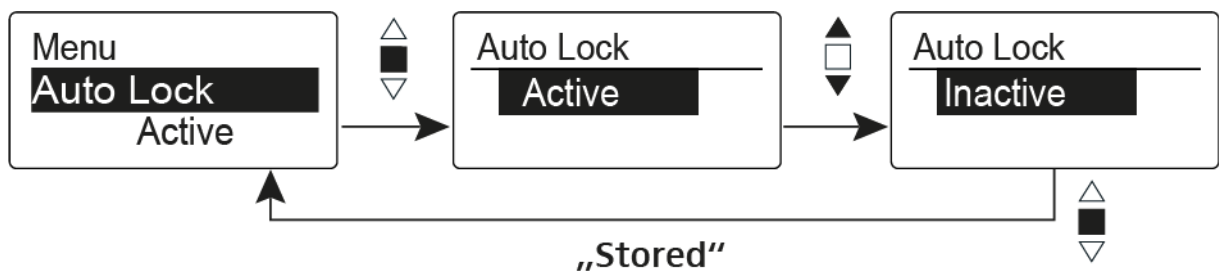 Menu
Auto Lock
Active
Auto Lock
Active
Auto Lock
Inactive
„Stored“